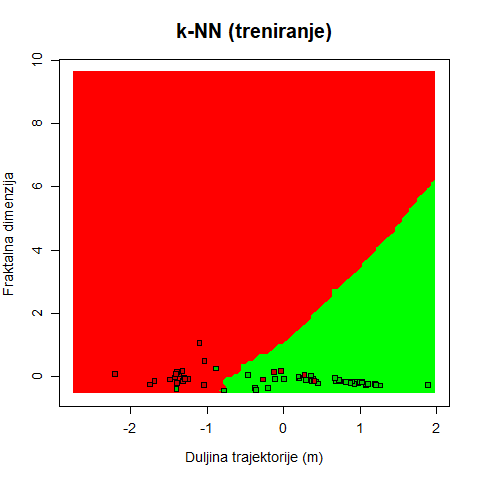 k-NN (treniranje)
Fraktalna dimenzija
10
8
6
4
2
0
-2 -1 0 1 2
Duljina trajektorije (m)